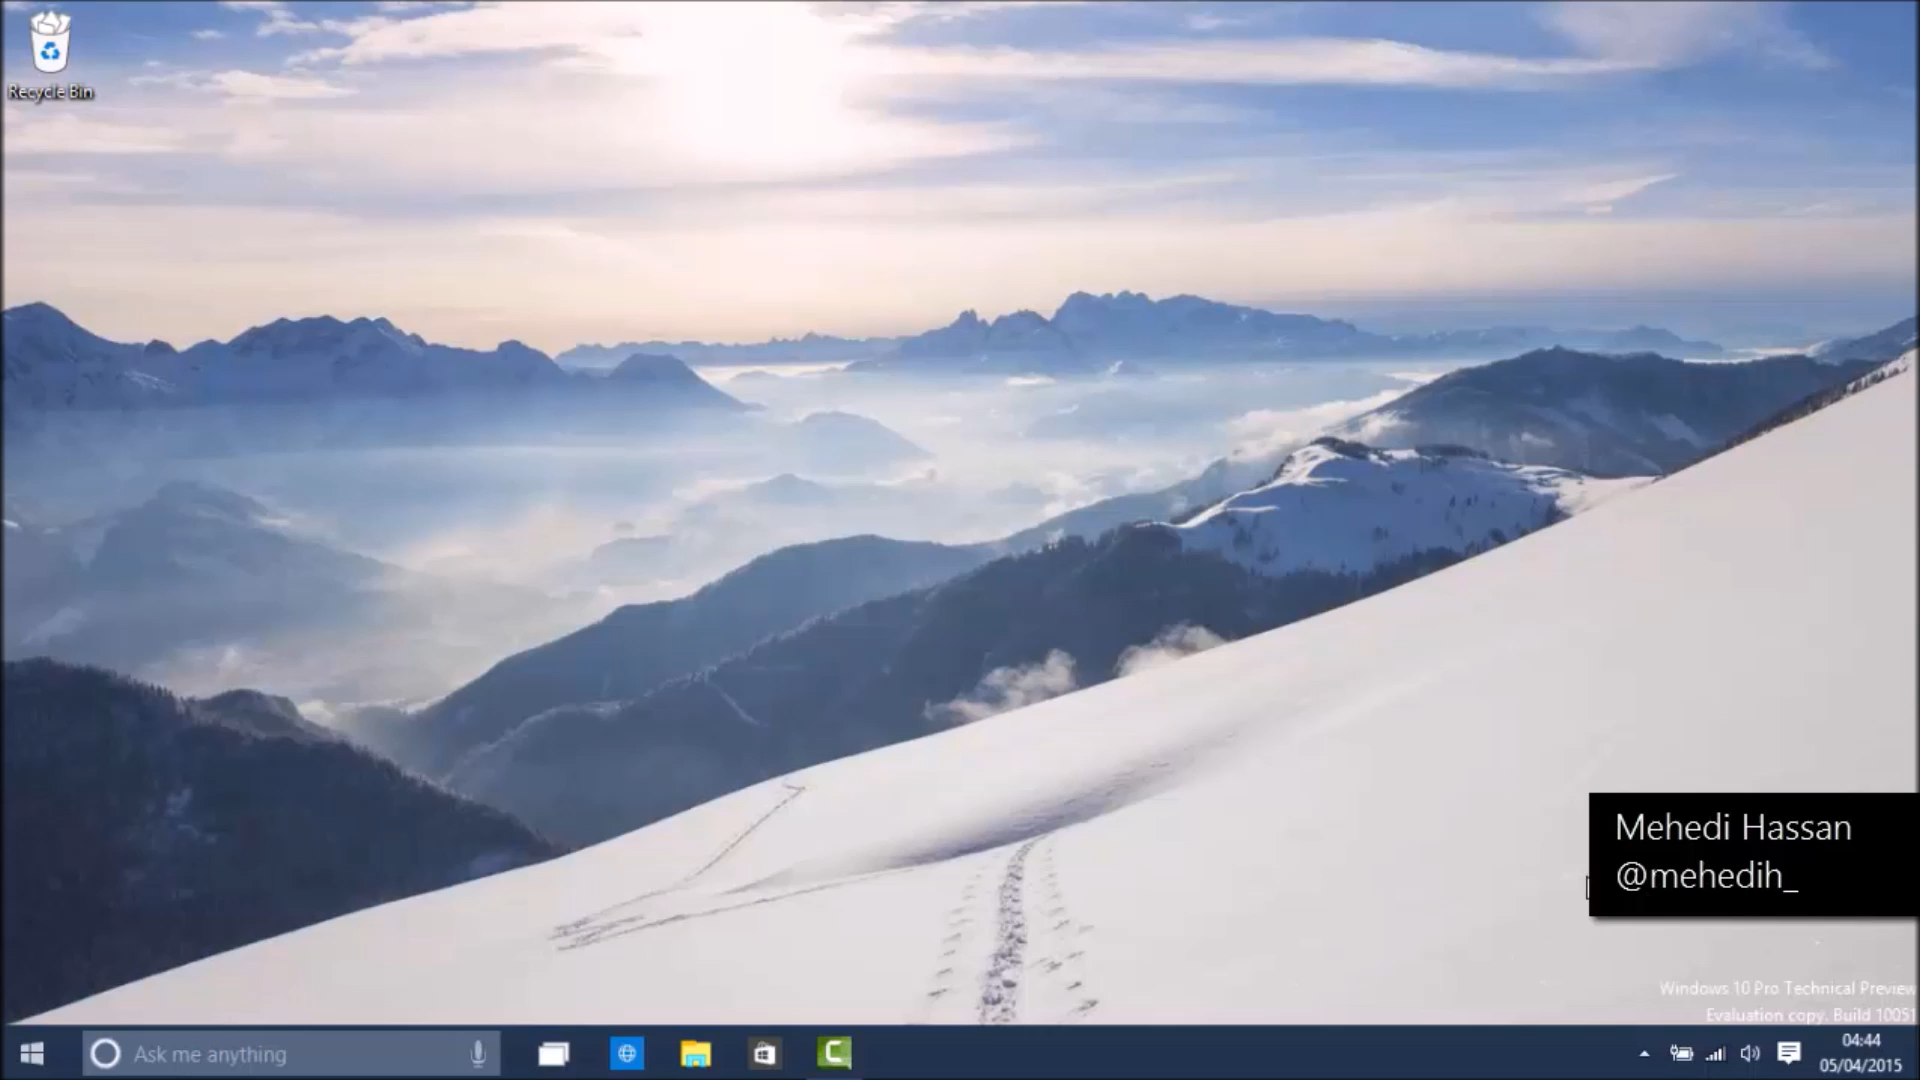 Recycle Bin
Mehedi Hassan
@mehedih_
Windows 10 Pro Technical Preview
Evaluation copy. Build 10051
Ask me anything
04:44
05/04/2015